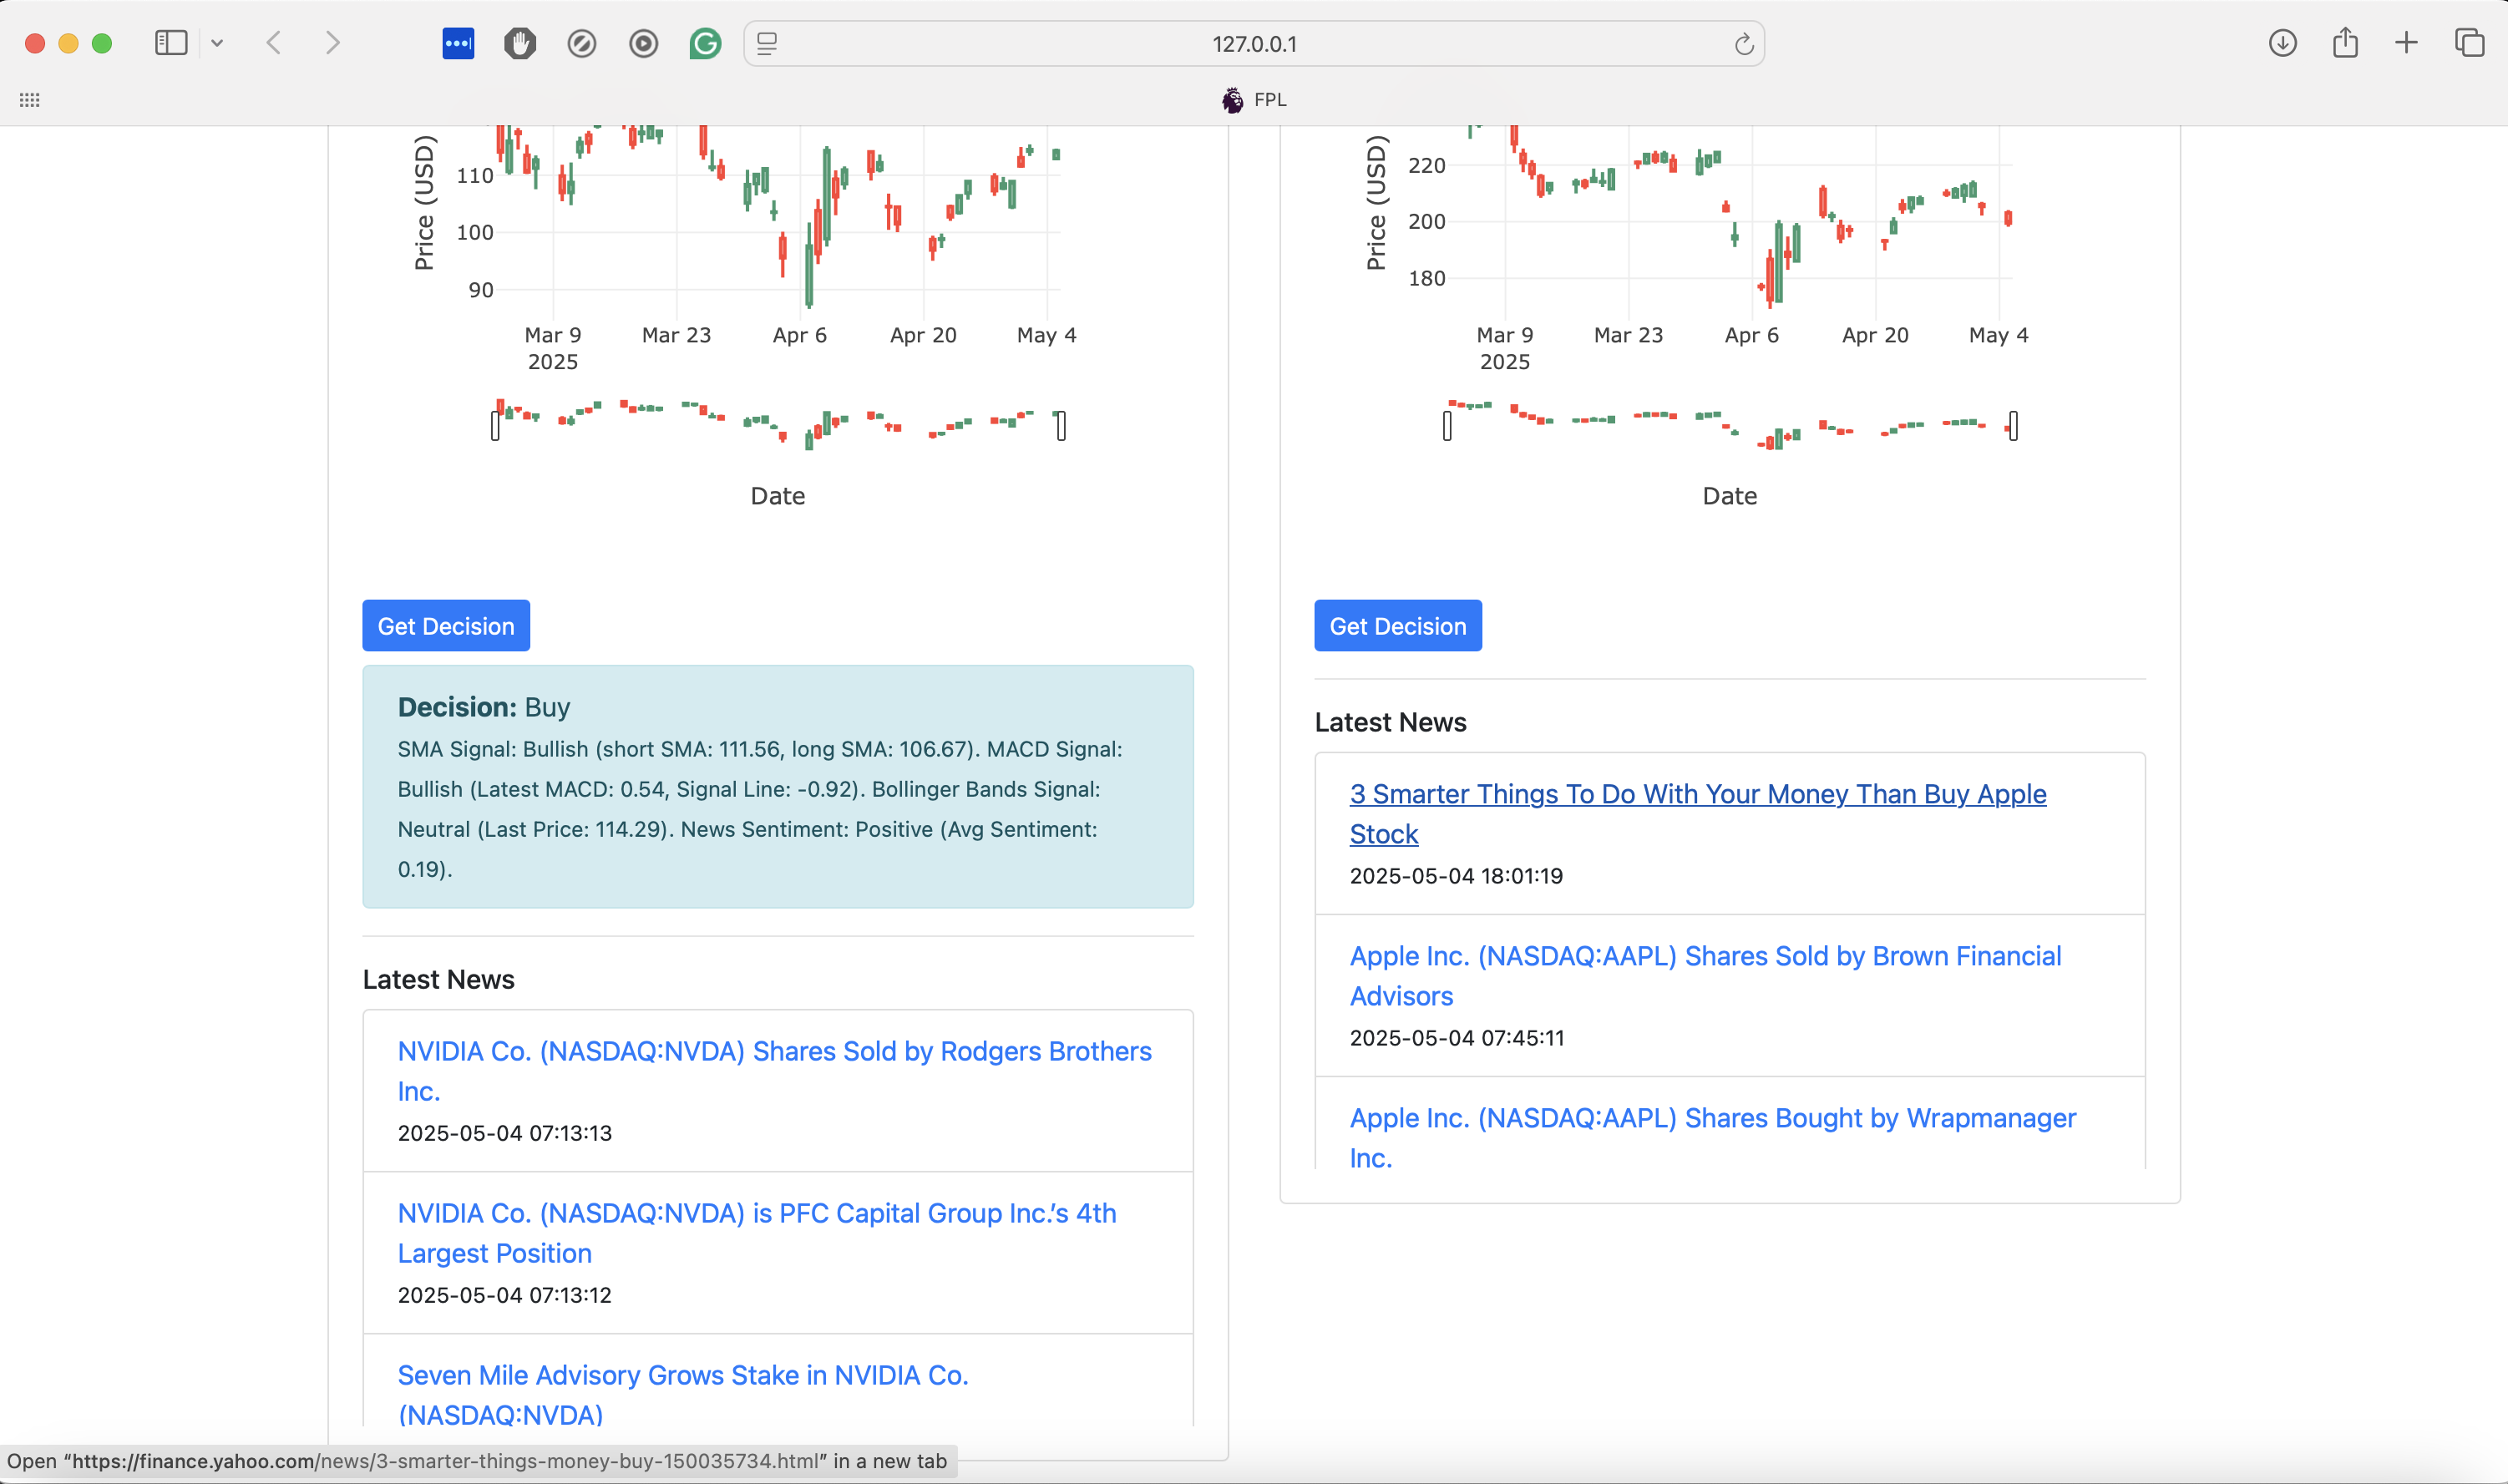 127.0.0.1
FPL
Price (USD)
110
100
90
Mar 9
2025
Mar 23
Apr 6
Apr 20
May 4
Date
Get Decision
Decision: Buy
SMA Signal: Bullish (short SMA: 111.56, long SMA: 106.67). MACD Signal:
Bullish (Latest MACD: 0.54, Signal Line: -0.92). Bollinger Bands Signal:
Neutral (Last Price: 114.29). News Sentiment: Positive (Avg Sentiment:
0.19).
Latest News
NVIDIA Co. (NASDAQ:NVDA) Shares Sold by Rodgers Brothers
Inc.
2025-05-04 07:13:13
NVIDIA Co. (NASDAQ:NVDA) is PFC Capital Group Inc.’s 4th
Largest Position
2025-05-04 07:13:12
Seven Mile Advisory Grows Stake in NVIDIA Co.
(NASDAQ:NVDA)
Price (USD)
220
200
180
Mar 9
2025
Mar 23
Apr 6
Apr 20
May 4
Date
Get Decision
Latest News
3 Smarter Things To Do With Your Money Than Buy Apple
Stock
2025-05-04 18:01:19
Apple Inc. (NASDAQ:AAPL) Shares Sold by Brown Financial
Advisors
2025-05-04 07:45:11
Apple Inc. (NASDAQ:AAPL) Shares Bought by Wrapmanager
Inc.
Open “https://finance.yahoo.com/news/3-smarter-things-money-buy-150035734.html” in a new tab